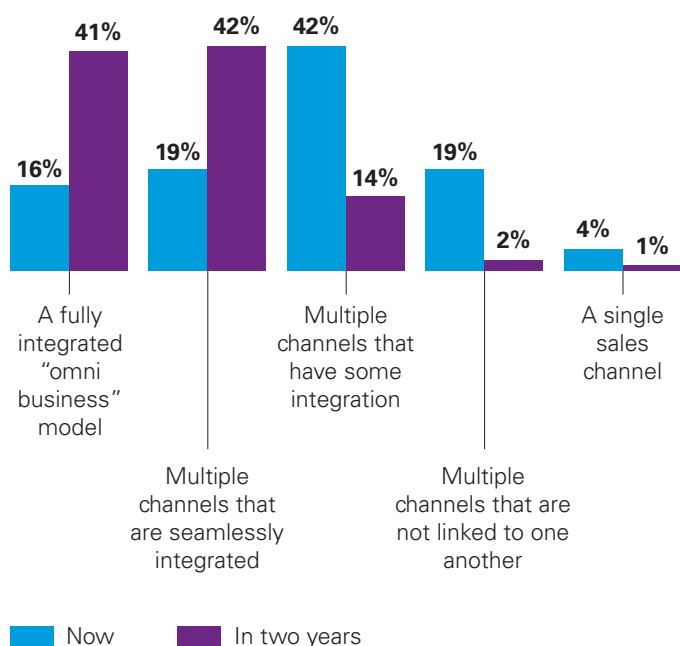 41%
42%
42%
16%
19%
14%
19%
2%
4%
1%
A fully
integrated
“omni
business”
model
Multiple
channels that
are seamlessly
integrated
Multiple
channels that
have some
integration
Multiple
channels that are
not linked to one
another
A single
sales
channel
Now
In two years